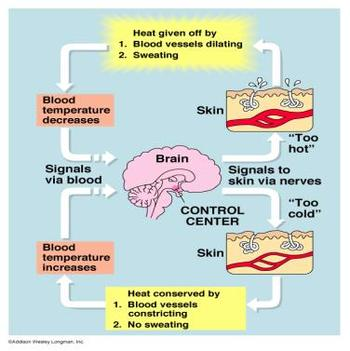 Heat given off by
1. Blood vessels dilating
2. Sweating
Blood
temperature
decreases
Skin
"Too
hot"
Signals
via blood
Brain
Signals to
skin via nerves
CONTROL
CENTER
"Too
cold"
Skin
Blood
temperature
increases
Heat conserved by
1. Blood vessels
constricting
2. No sweating
©Addison Wesley Longman, Inc.